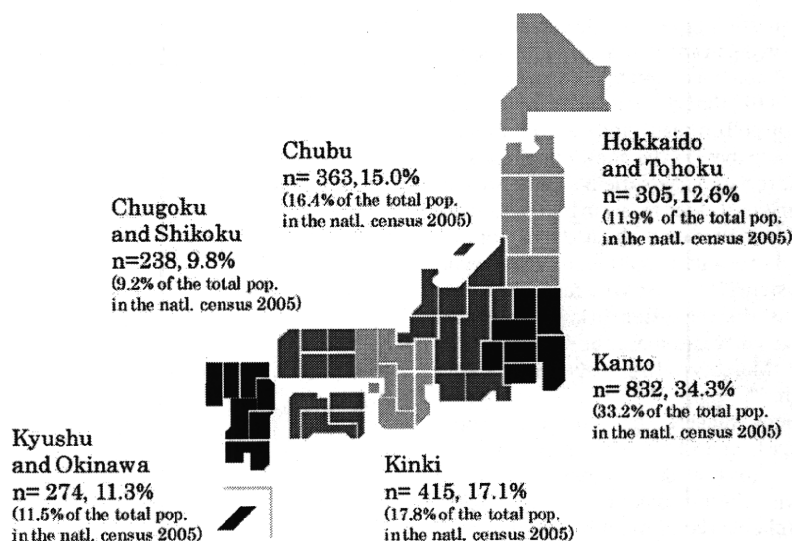 Hokkaido
and Tohoku
n= 305,12.6%
(11.9% of the total pop.
in the natl. census 2005)
Chubu
n= 363,15.0%
(16.4% of the total pop.
in the natl. census 2005)
Chugoku
and Shikoku
n=238, 9.8%
(9.2% of the total pop.
in the natl. census 2005)
Kanto
n= 832, 34.3%
(33.2% of the total pop.
in the natl. census 2005)
Kyushu
and Okinawa
n= 274, 11.3%
(11.5% of the total pop.
in the natl. census 2005)
Kinki
n= 415, 17.1%
(17.8% of the total pop.
in the natl. census 2005)